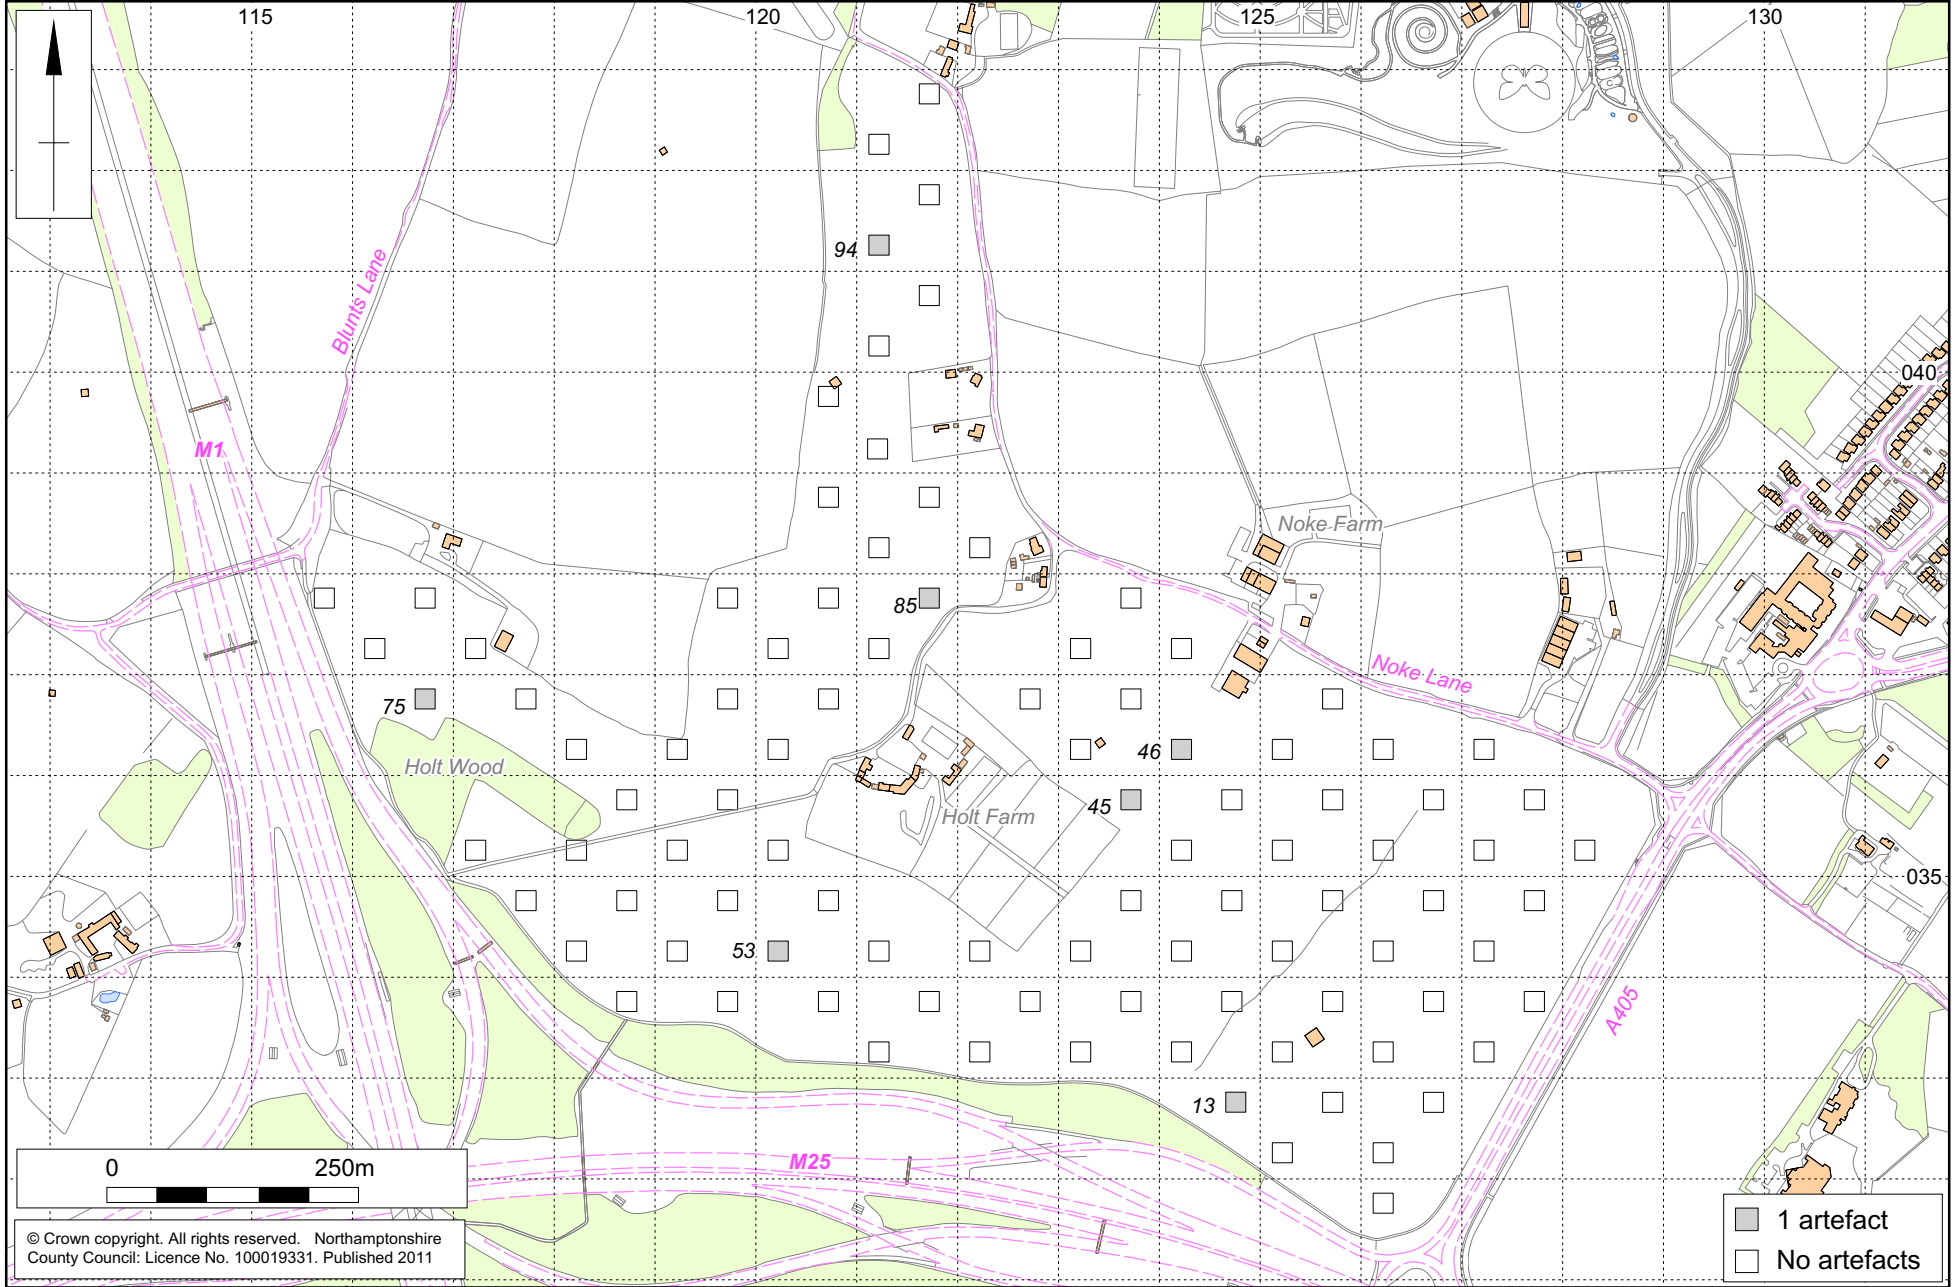 115
120
125
130
94
Blunts Lane
040
M1
Noke Farm
85
Noke Lane
75
46
Holt Wood
45
Holt Farm
035
53
A405
13
M25
0 250m
1 artefact
No artefacts
© Crown copyright. All rights reserved. Northamptonshire
County Council: Licence No. 100019331. Published 2011